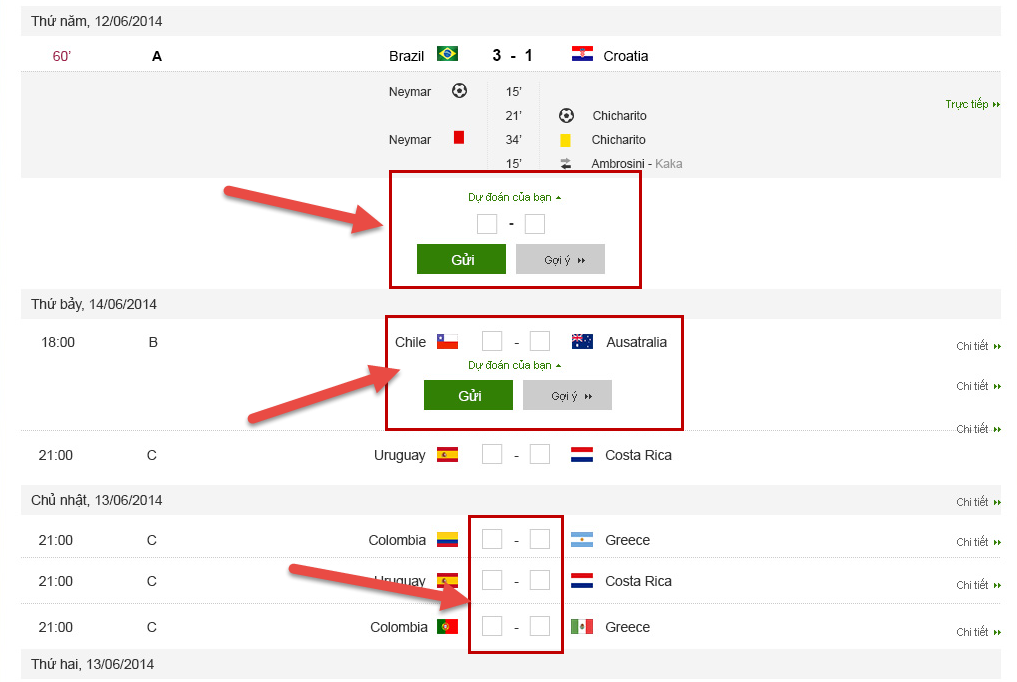 Thứ năm, 12/06/2014
60’ A Brazil 3 - 1 Croatia
Neymar 15’
Trực tiếp
21’ Chicharito
Neymar 34’ Chicharito
15’ Ambrosini - Kaka
Dự đoán của bạn
-
Gửi Gợi ý
Thứ bảy, 14/06/2014
18:00 B Chile - Ausatralia
Chi tiết
Dự đoán của bạn
Chi tiết
Gửi Gợi ý
Chi tiết
21:00 C Uruguay - Costa Rica
Chủ nhật, 13/06/2014
Chi tiết
21:00 C Colombia - Greece
Chi tiết
21:00 C Uruguay - Costa Rica
Chi tiết
21:00 C Colombia - Greece
Chi tiết
Thứ hai, 13/06/2014